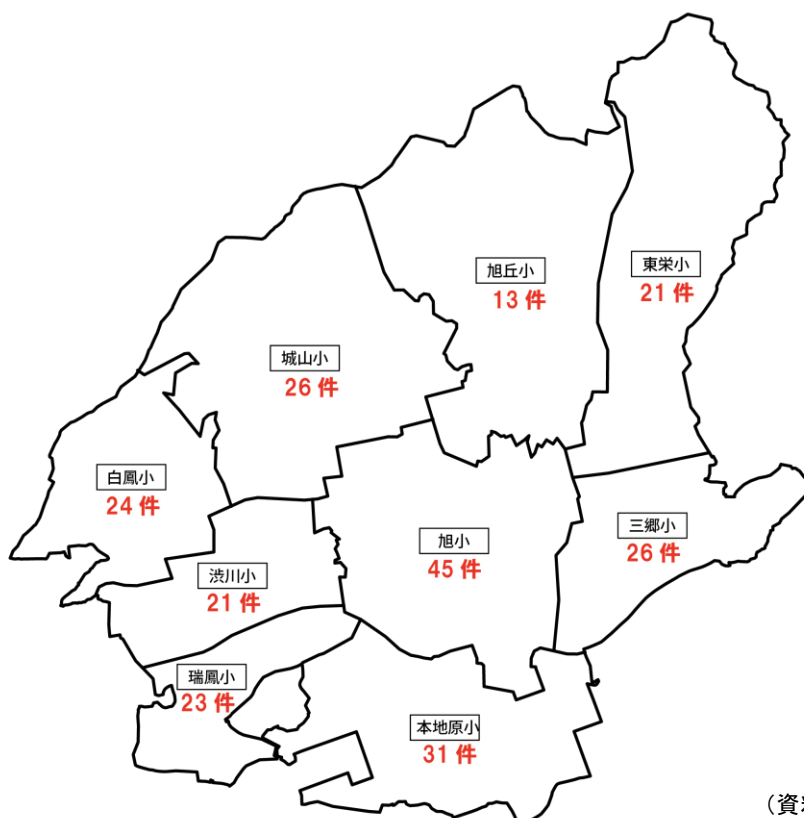 旭丘小
13 件
東栄小
21 件
城山小
26 件
白鳳小
24 件
旭小
45 件
三郷小
26 件
渋川小
21 件
瑞鳳小
23 件
本地原小
31 件
（資料